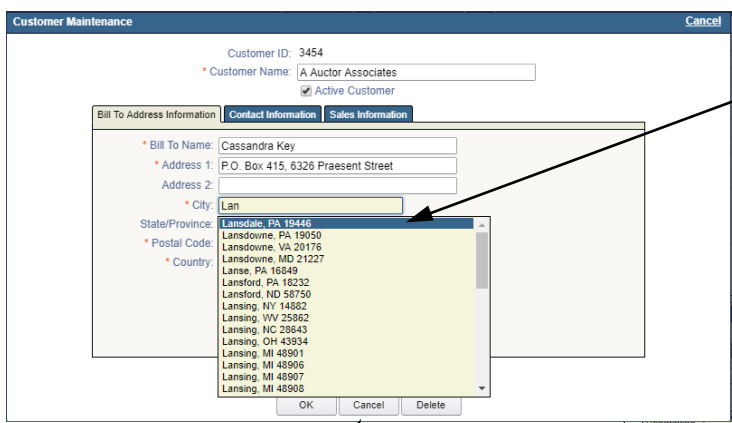 Customer Maintenance Cancel
Customer ID: 3454
* Customer Name: A Auctor Associates
Active Customer
Bill To Address Information Contact Information Sales Information
* Bill To Name: Cassandra Key
* Address 1: P.O. Box 415, 6326 Praesent Street
Address 2:
* City: Lan
State/Province: Lansdale, PA 19446
Lansdowne, PA 19050
* Postal Code: Lansdowne, VA 20176
Lansdowne, MD 21227
* Country: Lanse, PA 16849
Lansford, PA 18232
Lansford, ND 58750
Lansing, NY 14882
Lansing, WV 25862
Lansing, NC 28643
Lansing, OH 43934
Lansing, MI 48901
Lansing, MI 48906
Lansing, MI 48907
Lansing, MI 48908
OK Cancel Delete